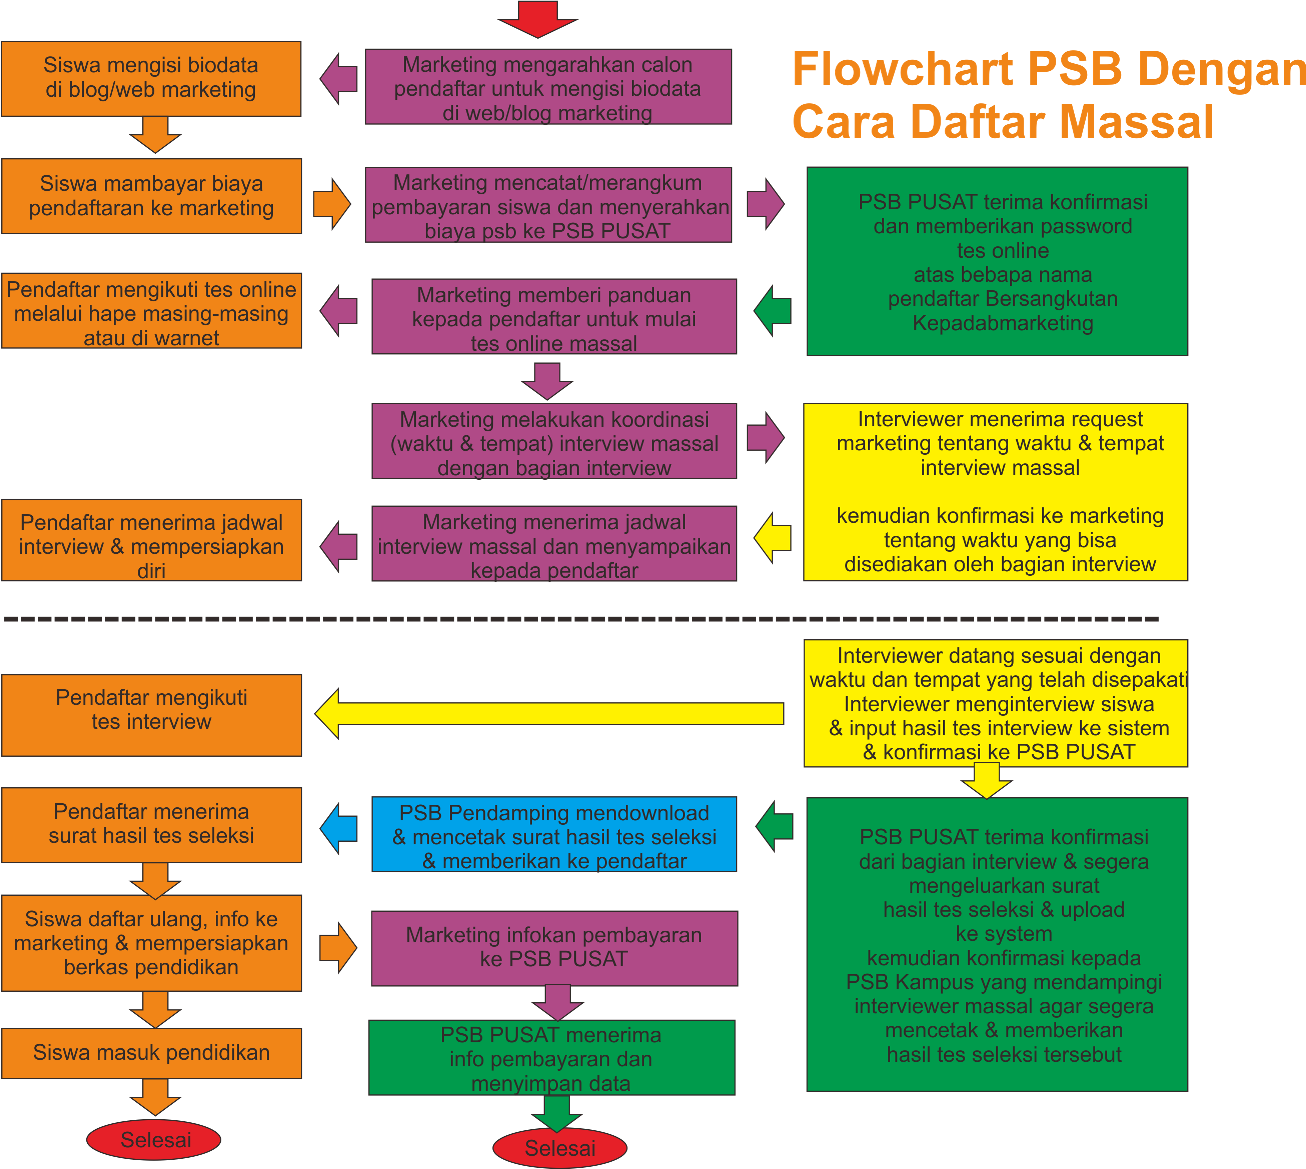 Flowchart PSB Dengan
Cara Daftar Massal
Marketing mengarahkan calon
pendaftar untuk mengisi biodata
di web/blog marketing
Siswa mengisi biodata
di blog/web marketing
Siswa mambayar biaya
pendaftaran ke marketing
Marketing mencatat/merangkum
pembayaran siswa dan menyerahkan
biaya psb ke PSB PUSAT
PSB PUSAT terima konfirmasi
dan memberikan password
tes online
atas bebapa nama
pendaftar Bersangkutan
Kepadabmarketing
Marketing memberi panduan
kepada pendaftar untuk mulai
tes online massal
Pendaftar mengikuti tes online
melalui hape masing-masing
atau di warnet
Marketing melakukan koordinasi
(waktu & tempat) interview massal
dengan bagian interview
Interviewer menerima request
marketing tentang waktu & tempat
interview massal
kemudian konfirmasi ke marketing
tentang waktu yang bisa
disediakan oleh bagian interview
Marketing menerima jadwal
interview massal dan menyampaikan
kepada pendaftar
Pendaftar menerima jadwal
interview & mempersiapkan
diri
Interviewer datang sesuai dengan
waktu dan tempat yang telah disepakati
Interviewer menginterview siswa
& input hasil tes interview ke sistem
& konfirmasi ke PSB PUSAT
Pendaftar mengikuti
tes interview
PSB PUSAT terima konfirmasi
dari bagian interview & segera
mengeluarkan surat
hasil tes seleksi & upload
ke system
kemudian konfirmasi kepada
PSB Kampus yang mendampingi
interviewer massal agar segera
mencetak & memberikan
hasil tes seleksi tersebut
PSB Pendamping mendownload
& mencetak surat hasil tes seleksi
& memberikan ke pendaftar
Pendaftar menerima
surat hasil tes seleksi
Siswa daftar ulang, info ke
marketing & mempersiapkan
berkas pendidikan
Marketing infokan pembayaran
ke PSB PUSAT
PSB PUSAT menerima
info pembayaran dan
menyimpan data
Siswa masuk pendidikan
Selesai
Selesai